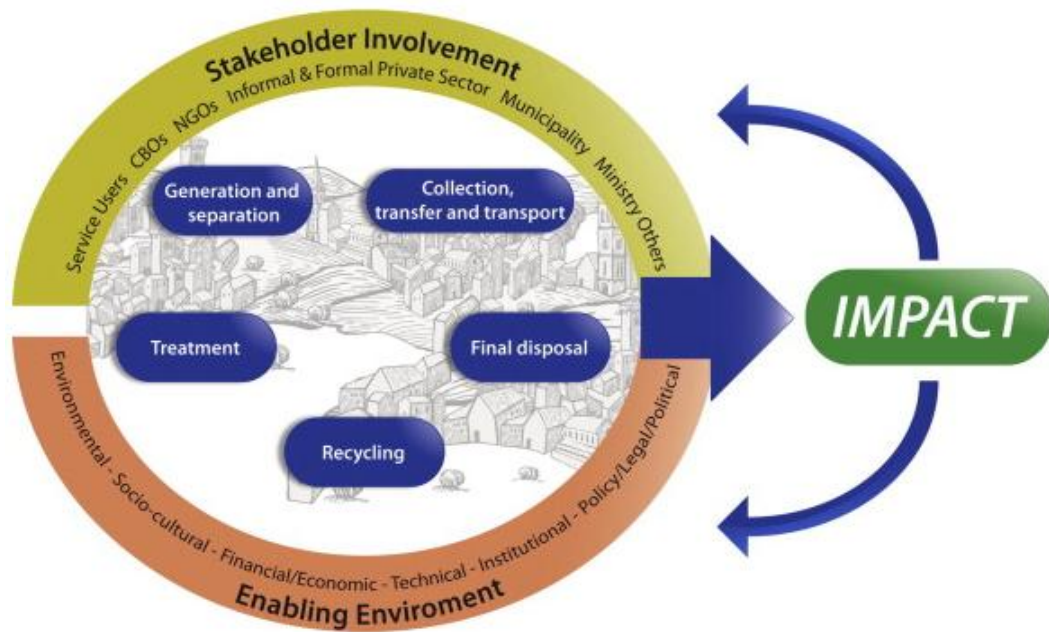 Stakeholder Involvement
Service Users CBOs NGOs Informal & Formal Private Sector Municipality Ministry Others
Generation and
separation
Collection,
transfer and transport
Treatment
Final disposal
Recycling
IMPACT
Environmental - Socio-cultural - Financial/Economic - Technical - Institutional - Policy/Legal/Political
Enabling Enviroment